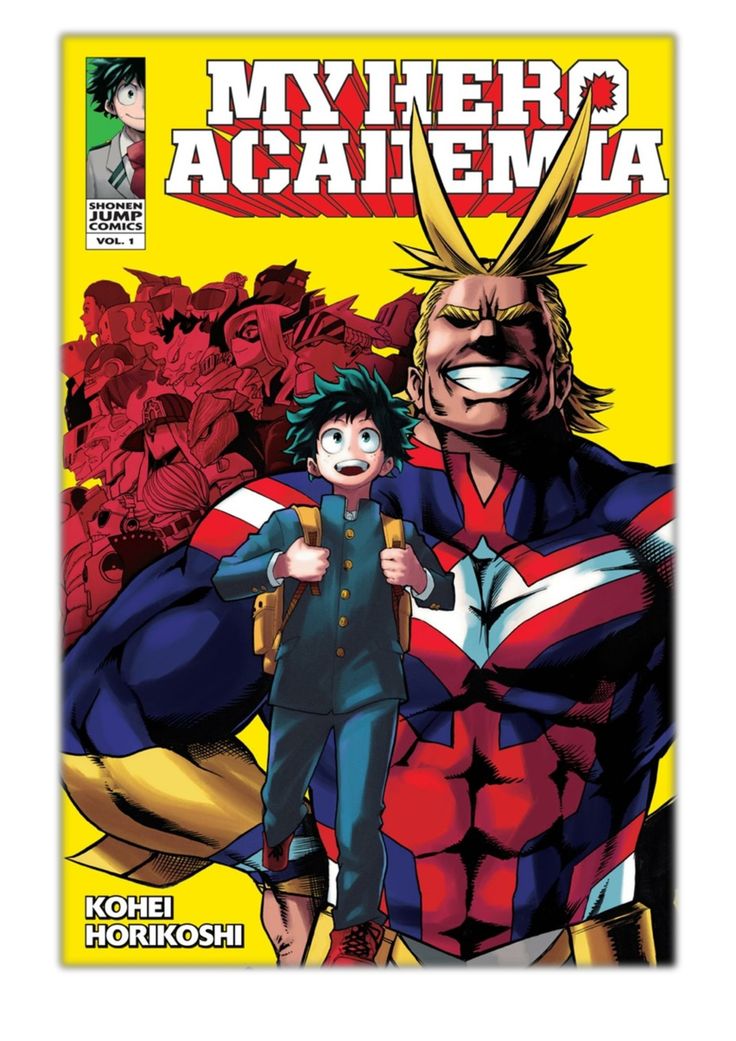 MY HERO
ACADEMIA
SHONEN
JUMP
COMICS
VOL. 1
KOHEI
HORIKOSHI